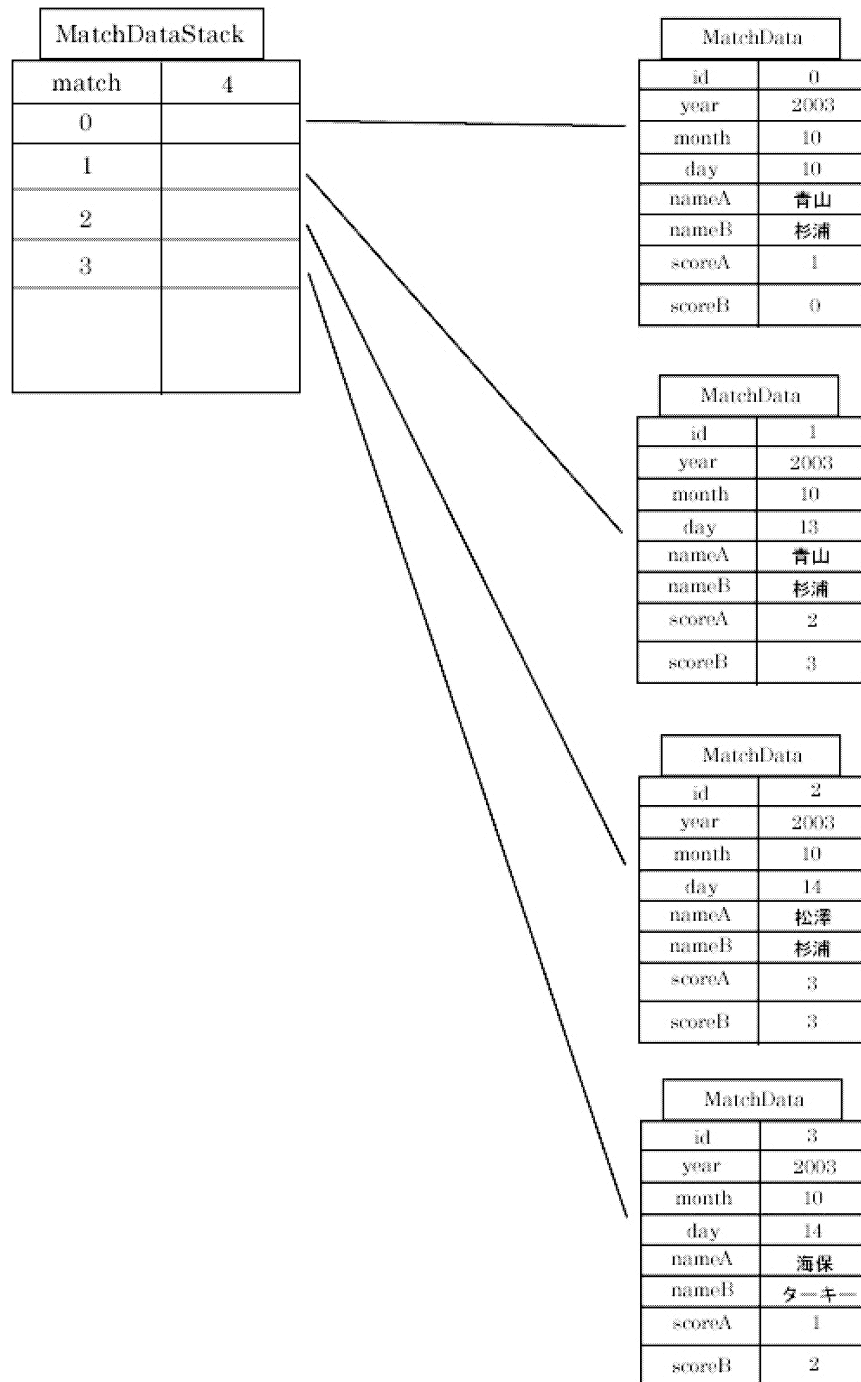 MatchDataStack
match 4
0
1
2
3
MatchData
id 0
year 2003
month 10
day 10
nameA 青山
nameB 杉浦
scoreA 1
scoreB 0
MatchData
id 1
year 2003
month 10
day 13
nameA 青山
nameB 杉浦
scoreA 2
scoreB 3
MatchData
id 2
year 2003
month 10
day 14
nameA 松澤
nameB 杉浦
scoreA 3
scoreB 3
MatchData
id 3
year 2003
month 10
day 14
nameA 海保
nameB ターキー
scoreA 1
scoreB 2